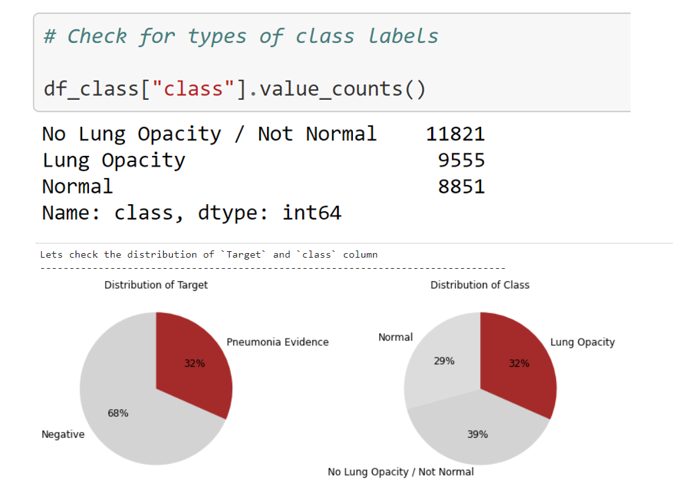 # Check for types of class labels
df_class["class"].value_counts()
No Lung Opacity / Not Normal 11821
Lung Opacity 9555
Normal 8851
Name: class, dtype: int64
Lets check the distribution of `Target` and `class` column
--------------------------------------------------------------------------------
Distribution of Target
Pneumonia Evidence
32%
68%
Negative
Distribution of Class
Normal
Lung Opacity
29%
32%
39%
No Lung Opacity / Not Normal